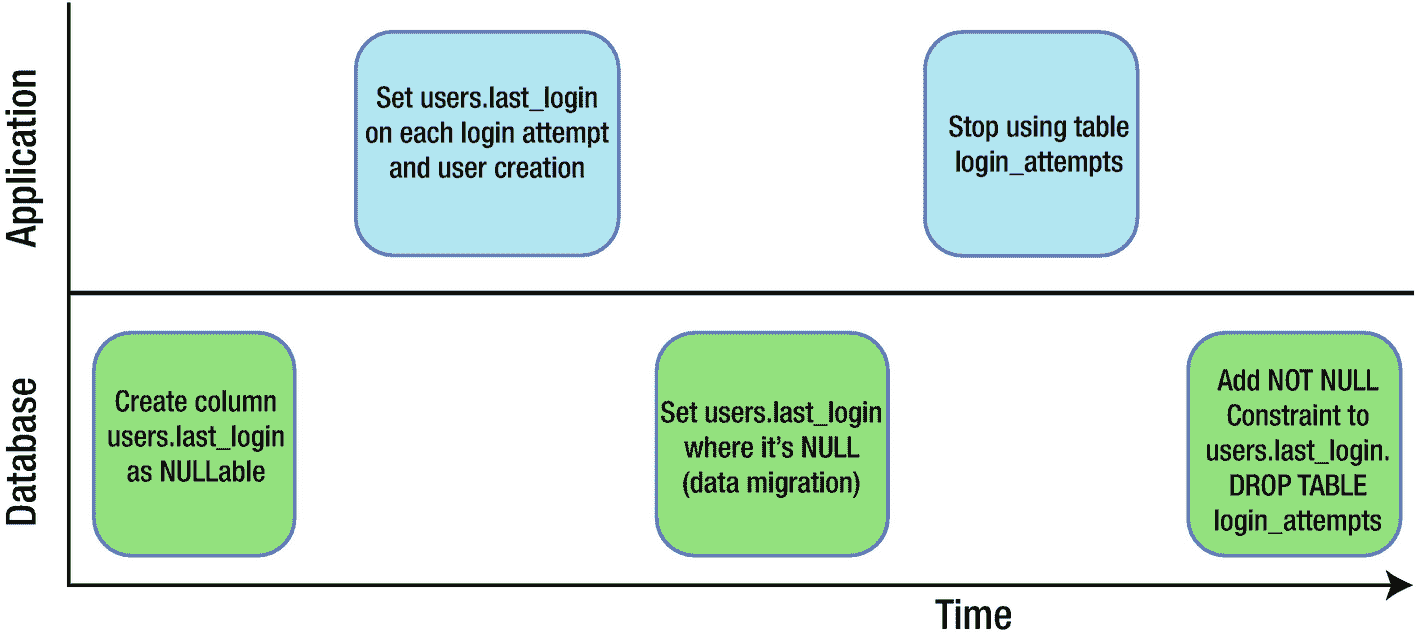 Application
Set users.last_login
on each login attempt
and user creation
Stop using table
login_attempts
Database
Create column
users.last_login
as NULLable
Set users.last_login
where it's NULL
(data migration)
Add NOT NULL
Constraint to
users.last_login.
DROP TABLE
login_attempts
Time